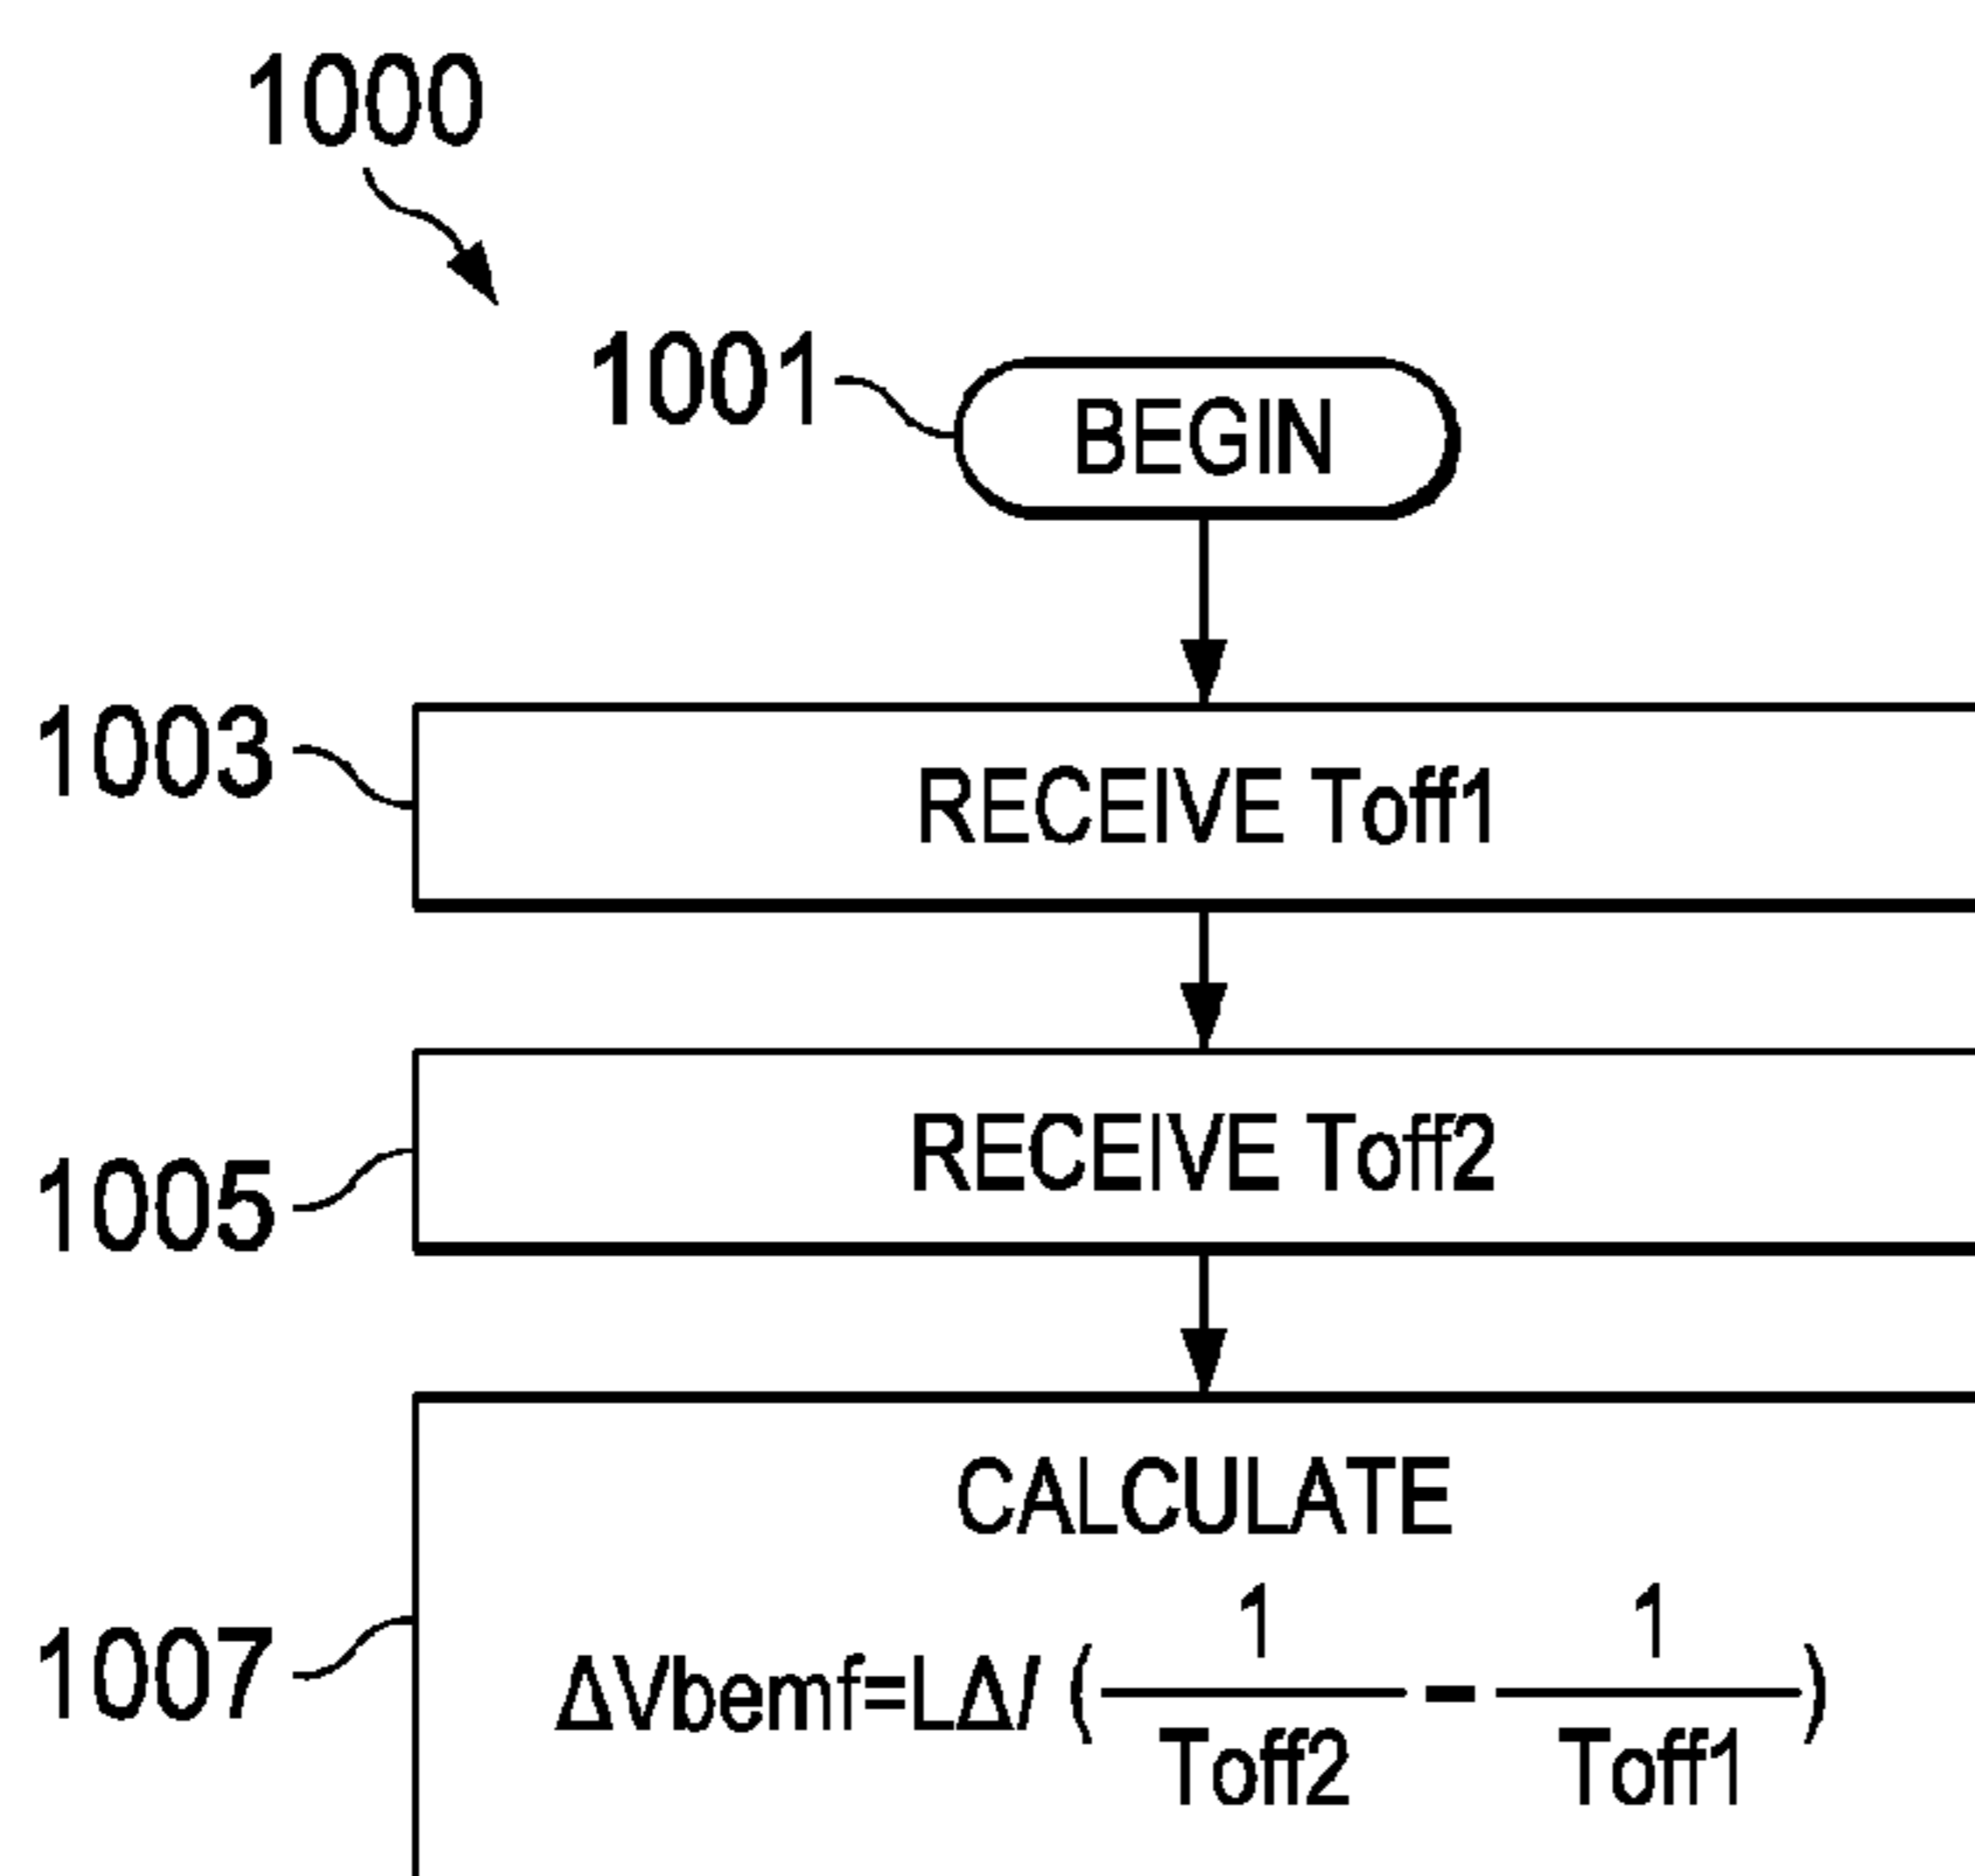 1000
1001 BEGIN
1003 RECEIVE Toff1
1005 RECEIVE Toff2
1007 CALCULATE
ΔVbemf=LΔI (1/Toff2 - 1/Toff1)